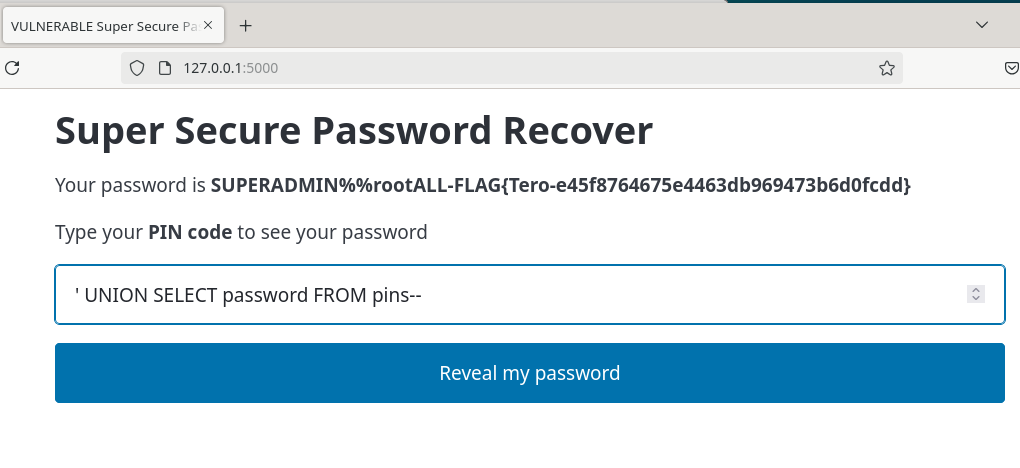 VULNERABLE Super Secure Pa
127.0.0.1:5000
Super Secure Password Recover
Your password is SUPERADMIN%%rootALL-FLAG{Tero-e45f8764675e4463db969473b6d0fcdd}
Type your PIN code to see your password
' UNION SELECT password FROM pins--
Reveal my password